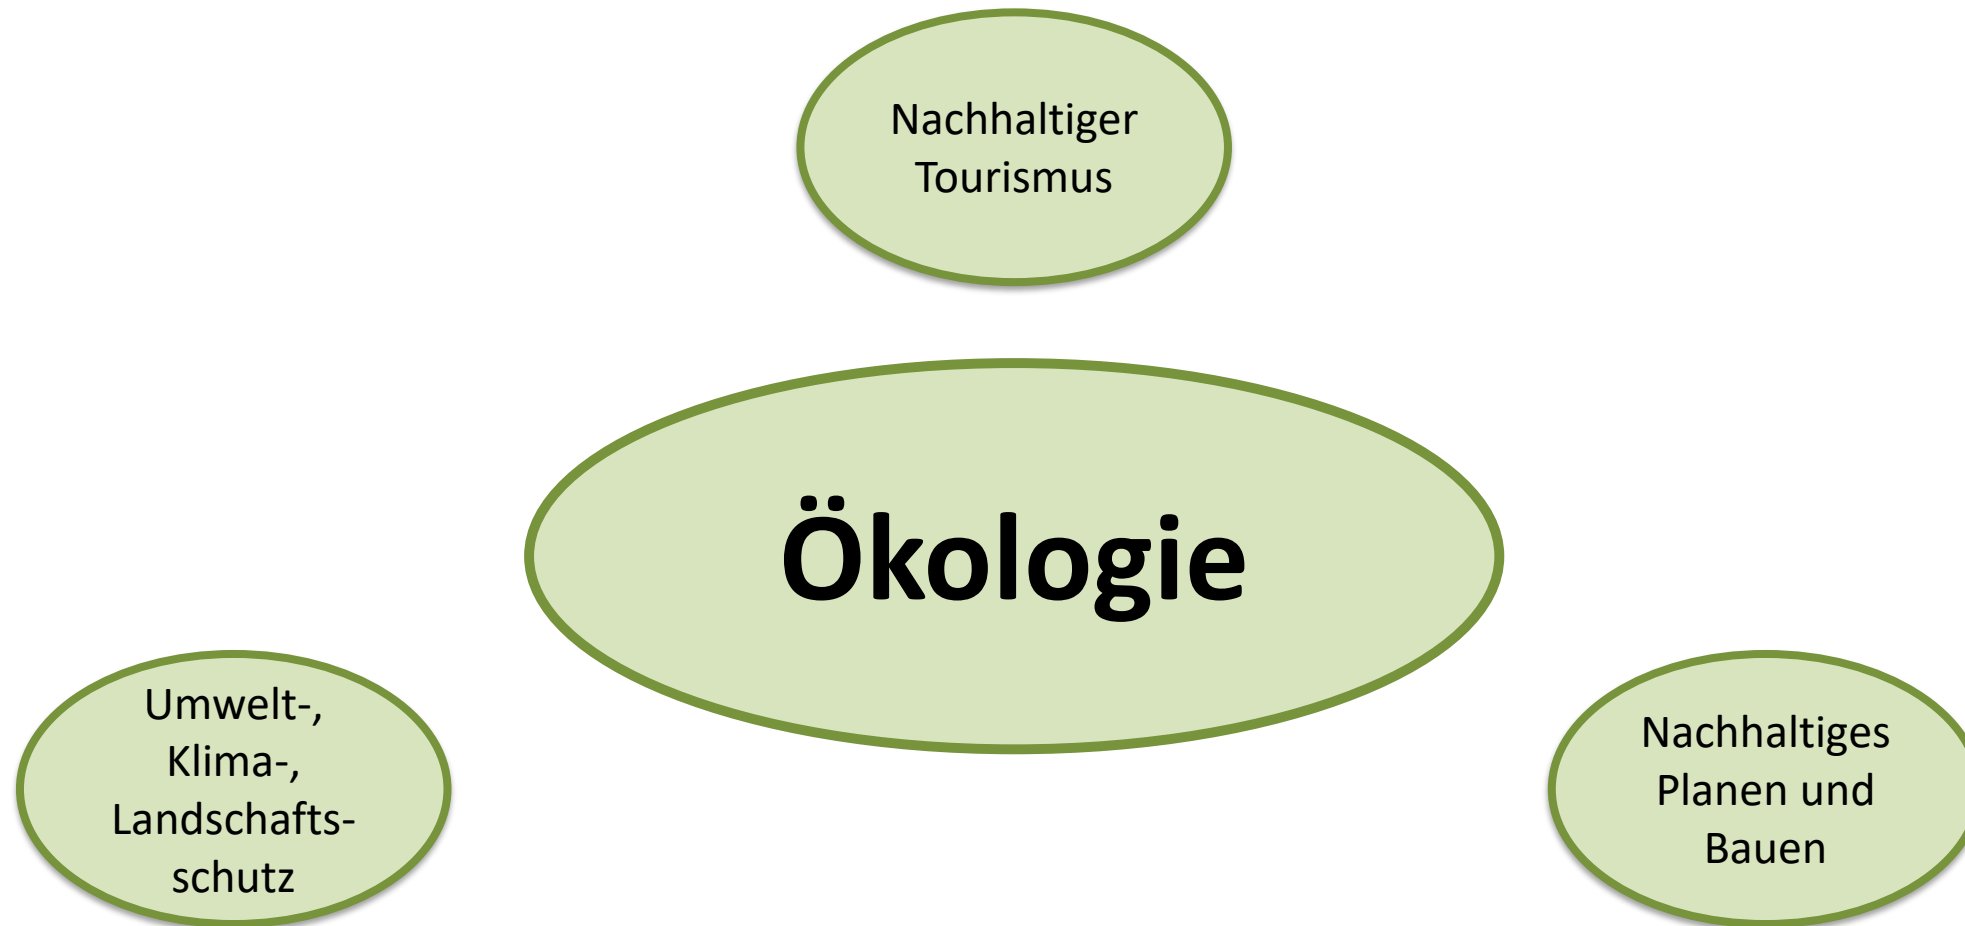 Nachhaltiger
Tourismus
Ökologie
Umwelt-,
Klima-,
Landschafts-
schutz
Nachhaltiges
Planen und
Bauen